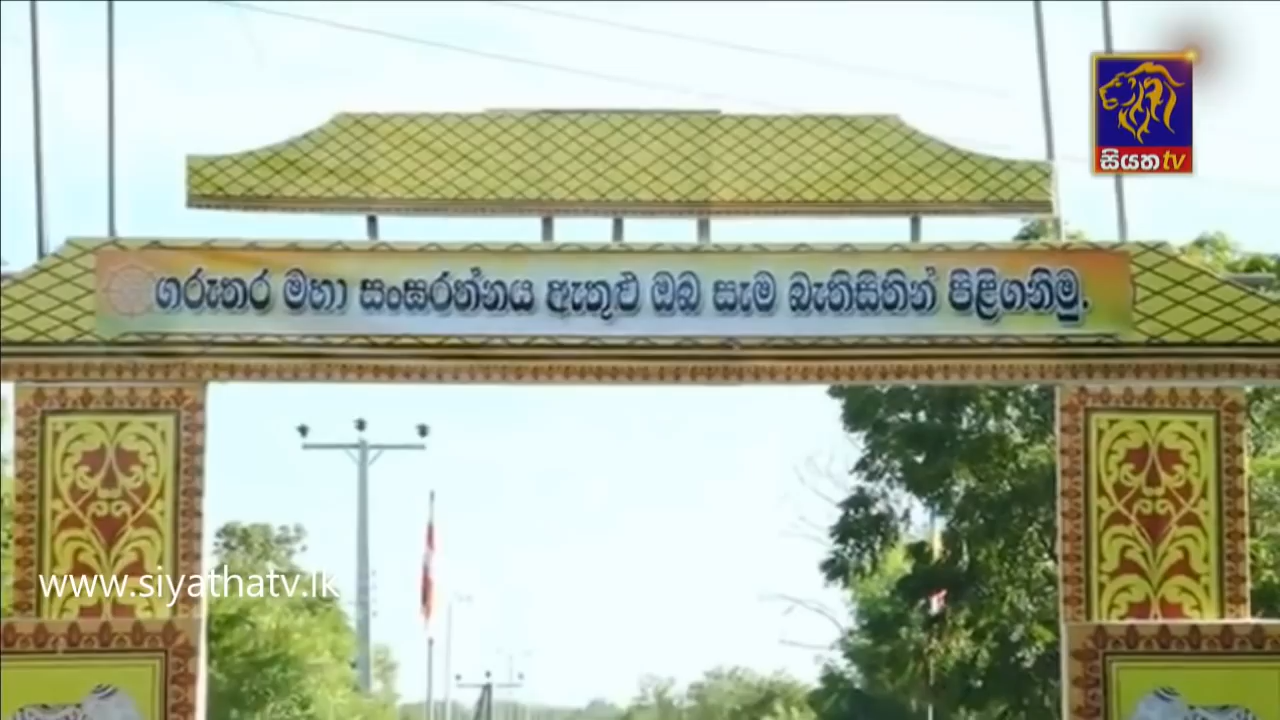 සියත tv
ගරුතර මහා සංඝරත්නය ඇතුළු ඔබ සැම බැතිසිතින් පිළිගනිමු.
www.siyathatv.lk